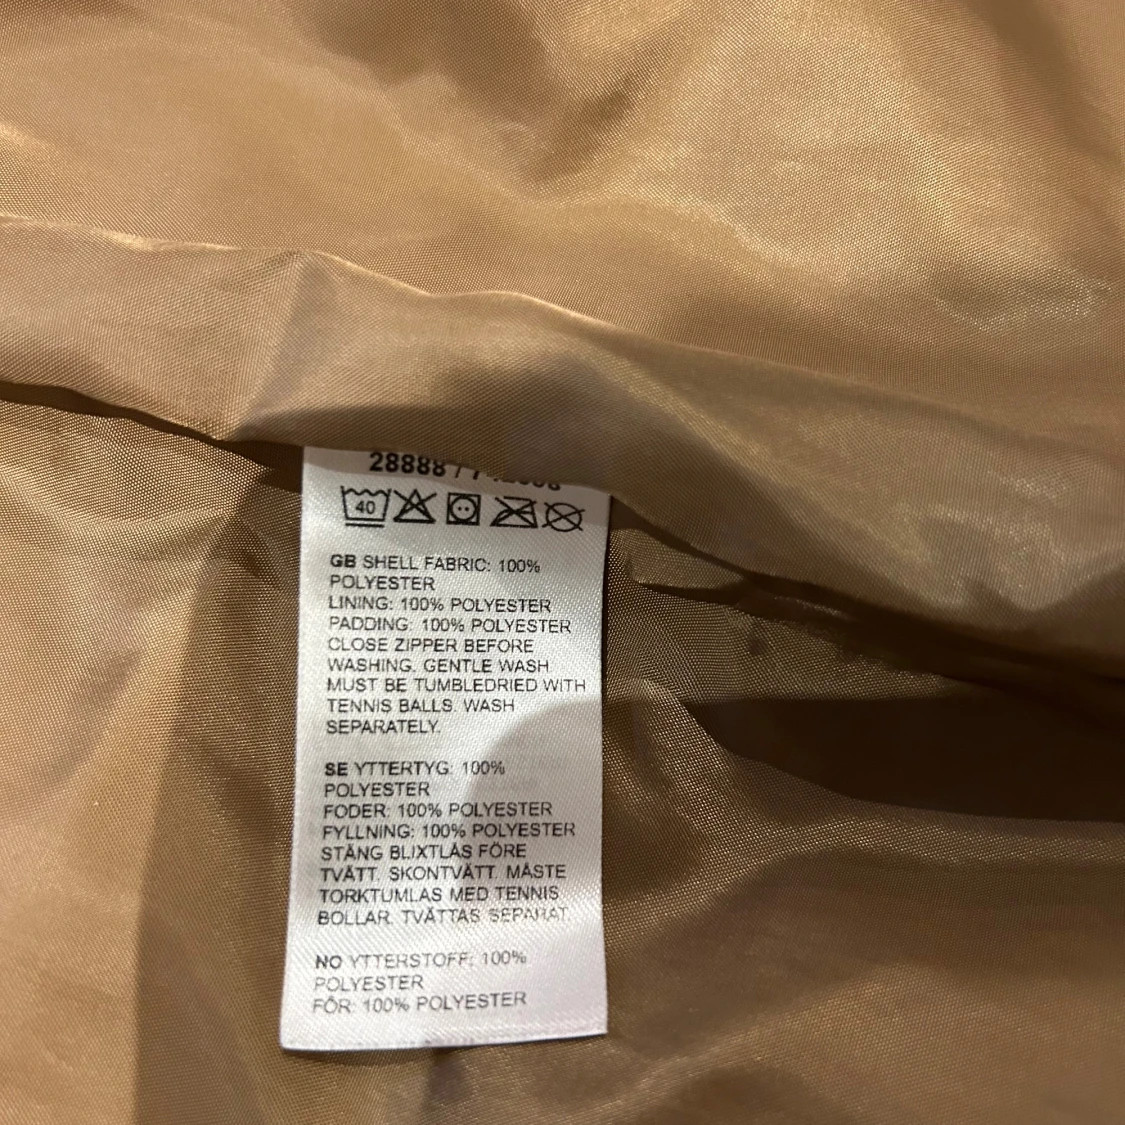 28888 /
40
GB SHELL FABRIC: 100%
POLYESTER
LINING: 100% POLYESTER
PADDING: 100% POLYESTER
CLOSE ZIPPER BEFORE
WASHING. GENTLE WASH
MUST BE TUMBLEDRIED WITH
TENNIS BALLS. WASH
SEPARATELY.
SE YTTERTYG: 100%
POLYESTER
FODER: 100% POLYESTER
FYLLNING: 100% POLYESTER
STÄNG BLIXTLÅS FÖRE
TVÄTT. SKONTVÄTT. MÅSTE
TORKTUMLAS MED TENNIS
BOLLAR. TVÄTTAS SEPARAT.
NO YTTERSTOFF: 100%
POLYESTER
FÔR: 100% POLYESTER